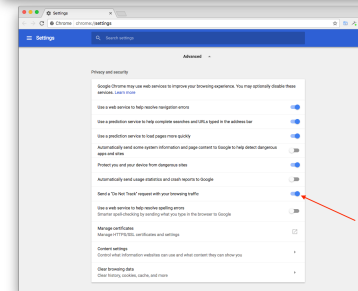 Settings
Chrome chrome://settings
Settings
Search settings
Advanced
Privacy and security
Google Chrome may use web services to improve your browsing experience. You may optionally disable these
services. Learn more
Use a web service to help resolve navigation errors
Use a prediction service to help complete searches and URLs typed in the address bar
Use a prediction service to load pages more quickly
Automatically send some system information and page content to Google to help detect dangerous
apps and sites
Protect you and your device from dangerous sites
Automatically send usage statistics and crash reports to Google
Send a "Do Not Track" request with your browsing traffic
Use a web service to help resolve spelling errors
Smarter spell-checking by sending what you type in the browser to Google
Manage certificates
Manage HTTPS/SSL certificates and settings
Content settings
Control what information websites can use and what content they can show you
Clear browsing data
Clear history, cookies, cache, and more